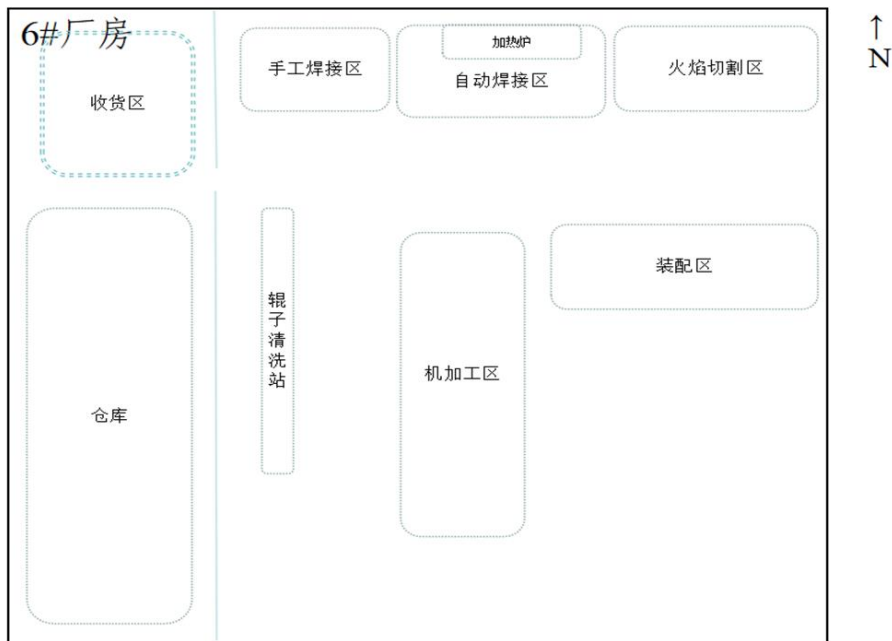 6#厂房
↑
N
收货区
手工焊接区
加热炉
自动焊接区
火焰切割区
仓库
辊子清洗站
机加工区
装配区